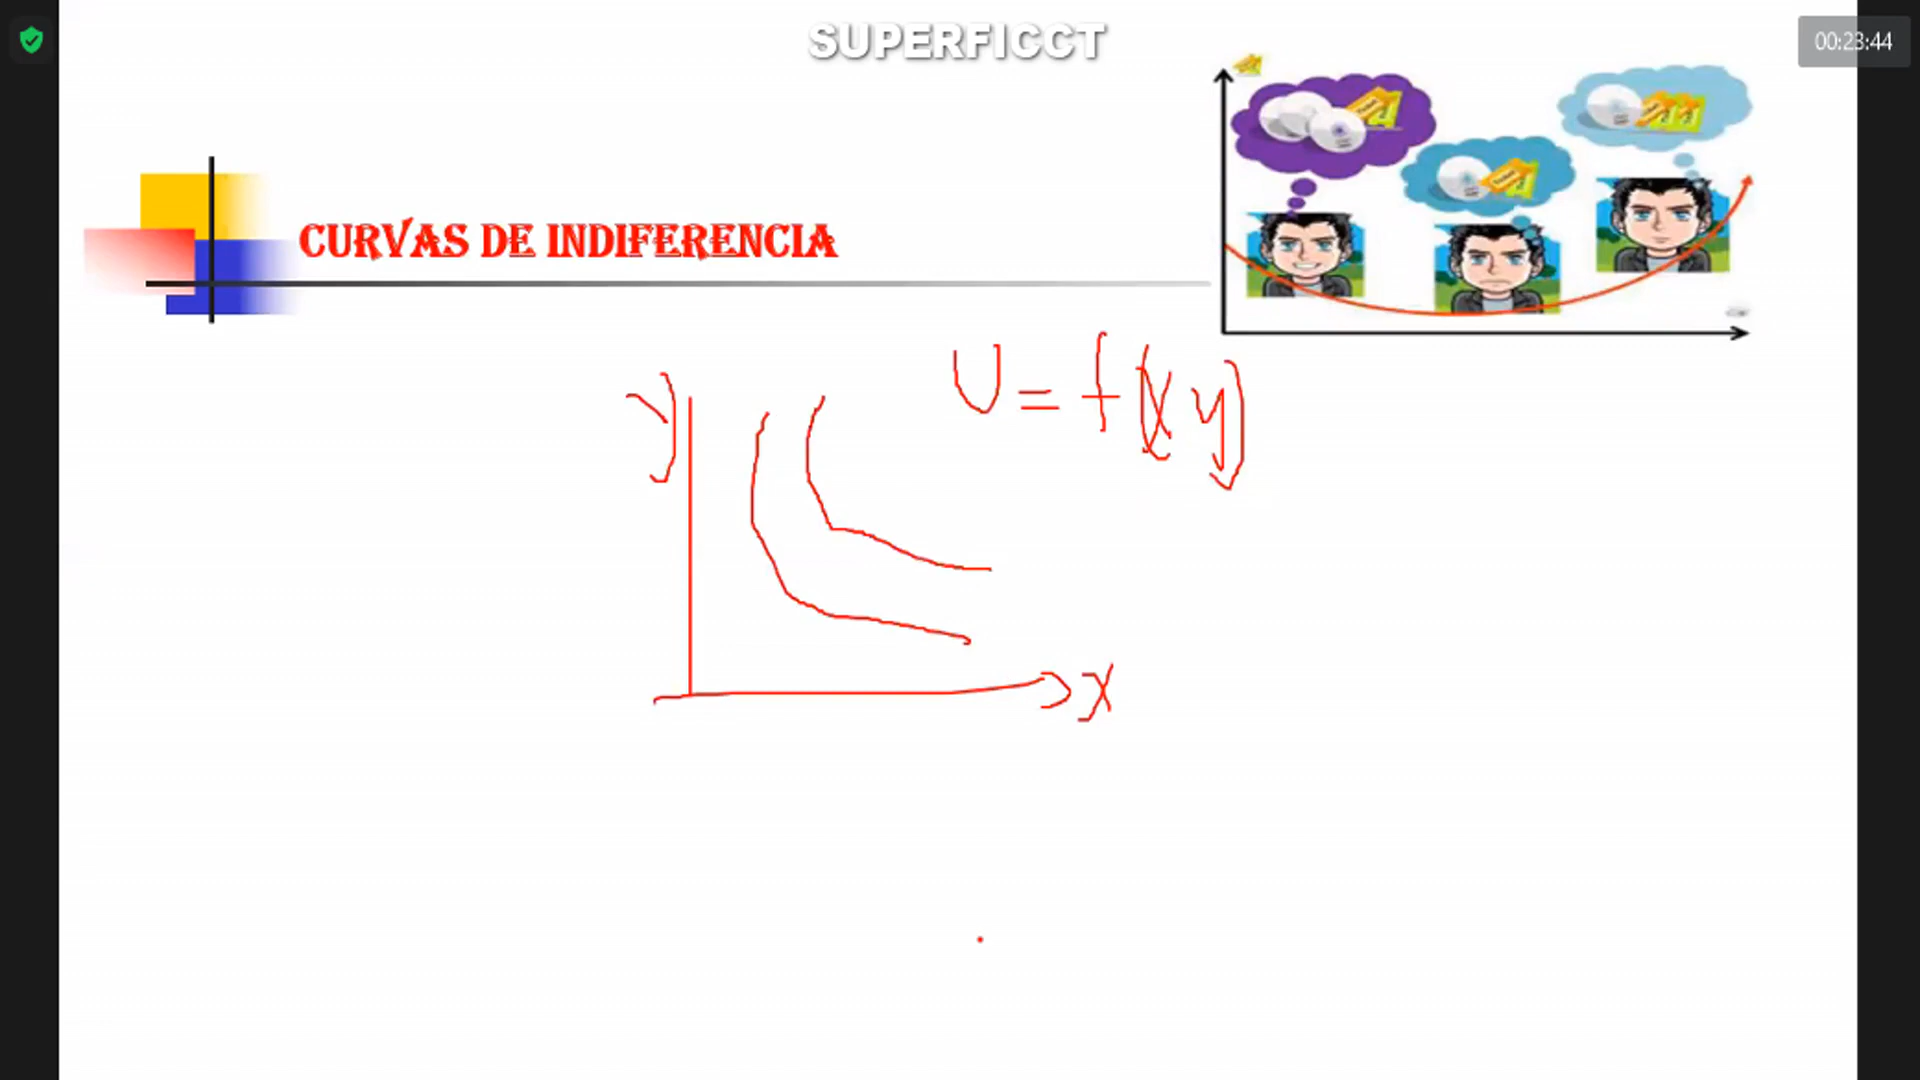 SUPERFICCT
00:23:44
CURVAS DE INDIFERENCIA
U = f(x y)
y
x